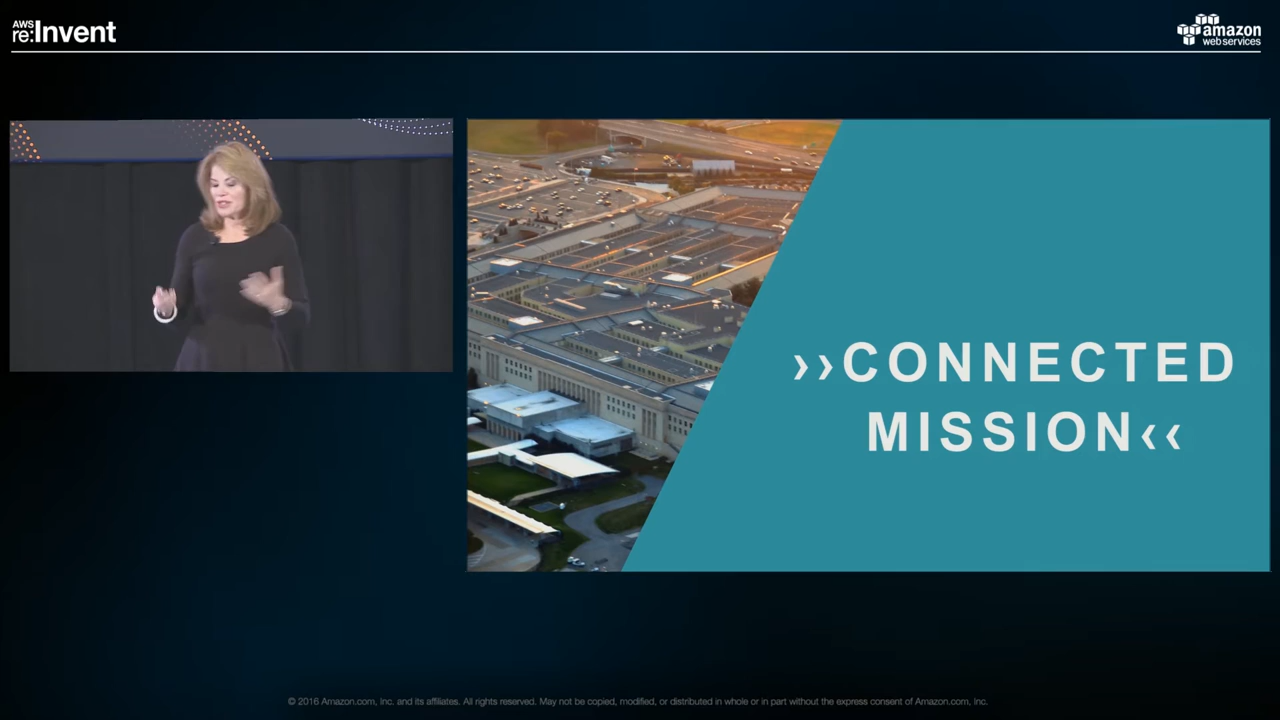 AWS
re:Invent
amazon
web services
››CONNECTED
MISSION‹‹
© 2016 Amazon.com, Inc. and its affiliates. All rights reserved. May not be copied, modified, or distributed in whole or in part without the express consent of Amazon.com, Inc.